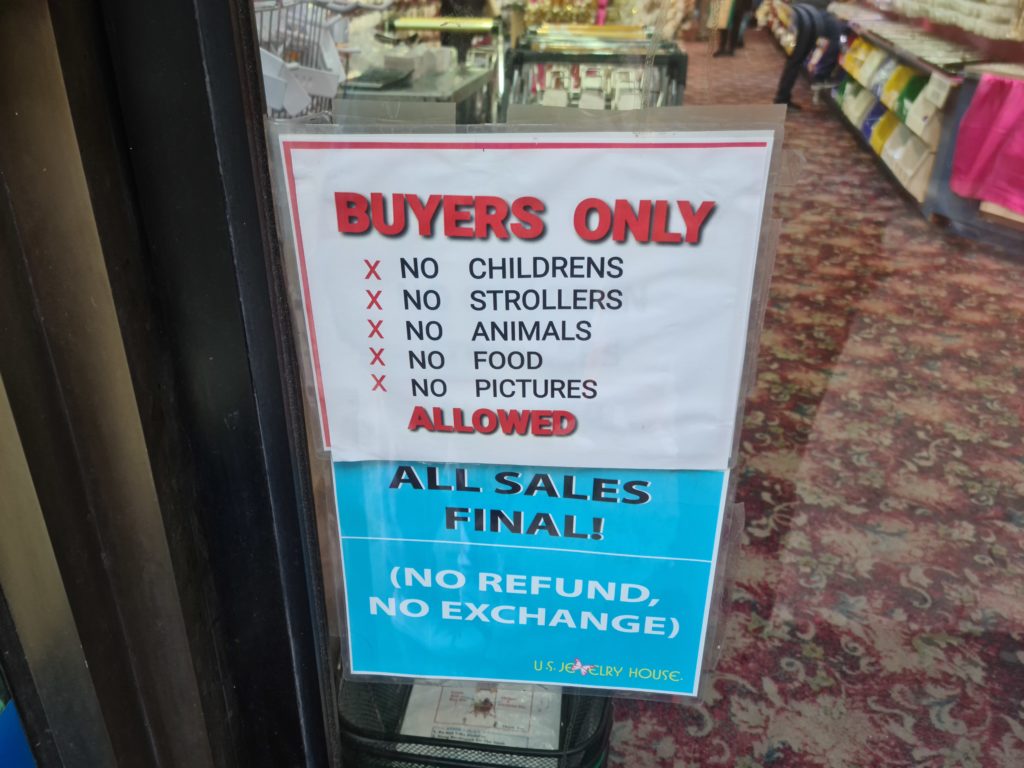 BUYERS ONLY
X NO CHILDRENS
X NO STROLLERS
X NO ANIMALS
X NO FOOD
X NO PICTURES
ALLOWED
ALL SALES
FINAL!
(NO REFUND,
NO EXCHANGE)
U.S. JEWELRY HOUSE.